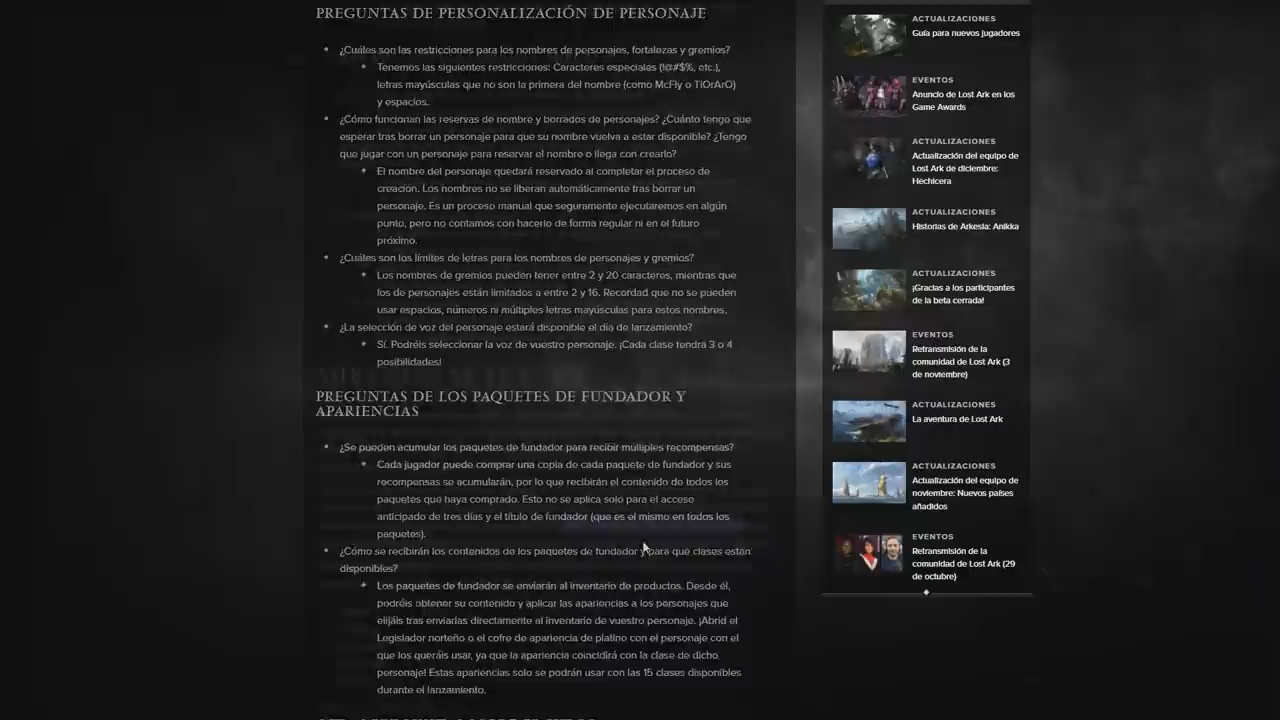 PREGUNTAS DE PERSONALIZACIÓN DE PERSONAJE
¿Cuáles son las restricciones para los nombres de personajes, fortalezas y gremios?
Tenemos las siguientes restricciones: Caracteres especiales (!@#$%, etc.),
letras mayúsculas que no son la primera del nombre (como McFly o TiOrArO)
y espacios.
¿Cómo funcionan las reservas de nombre y borrados de personajes? ¿Cuánto tengo que
esperar tras borrar un personaje para que su nombre vuelva a estar disponible? ¿Tengo
que jugar con un personaje para reservar el nombre o llega con crearlo?
El nombre del personaje quedará reservado al completar el proceso de
creación. Los nombres no se liberan automáticamente tras borrar un
personaje. Es un proceso manual que seguramente ejecutaremos en algún
punto, pero no contamos con hacerlo de forma regular ni en el futuro
próximo.
¿Cuáles son los límites de letras para los nombres de personajes y gremios?
Los nombres de gremios pueden tener entre 2 y 20 caracteres, mientras que
los de personajes están limitados a entre 2 y 16. Recordad que no se pueden
usar espacios, números ni múltiples letras mayúsculas para estos nombres.
¿La selección de voz del personaje estará disponible el día de lanzamiento?
Sí. Podréis seleccionar la voz de vuestro personaje. ¡Cada clase tendrá 3 o 4
posibilidades!
PREGUNTAS DE LOS PAQUETES DE FUNDADOR Y
APARIENCIAS
¿Se pueden acumular los paquetes de fundador para recibir múltiples recompensas?
Cada jugador puede comprar una copia de cada paquete de fundador y sus
recompensas se acumularán, por lo que recibirán el contenido de todos los
paquetes que haya comprado. Esto no se aplica solo para el acceso
anticipado de tres días y el título de fundador (que es el mismo en todos los
paquetes).
¿Cómo se recibirán los contenidos de los paquetes de fundador y para qué clases están
disponibles?
Los paquetes de fundador se enviarán al inventario de productos. Desde él,
podréis obtener su contenido y aplicar las apariencias a los personajes que
elijáis tras enviarlas directamente al inventario de vuestro personaje. ¡Abrid el
Legislador norteño o el cofre de apariencia de platino con el personaje con el
que los queráis usar, ya que la apariencia coincidirá con la clase de dicho
personaje! Estas apariencias solo se podrán usar con las 15 clases disponibles
durante el lanzamiento.
ACTUALIZACIONES
Guía para nuevos jugadores
EVENTOS
Anuncio de Lost Ark en los
Game Awards
ACTUALIZACIONES
Actualización del equipo de
Lost Ark de diciembre:
Hechicera
ACTUALIZACIONES
Historias de Arkesia: Anikka
ACTUALIZACIONES
¡Gracias a los participantes
de la beta cerrada!
EVENTOS
Retransmisión de la
comunidad de Lost Ark (3
de noviembre)
ACTUALIZACIONES
La aventura de Lost Ark
ACTUALIZACIONES
Actualización del equipo de
noviembre: Nuevos países
añadidos
EVENTOS
Retransmisión de la
comunidad de Lost Ark (29
de octubre)